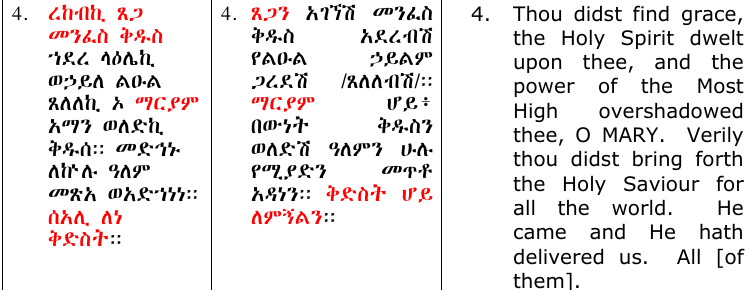 4. ረከብኪ ጸጋ
መንፈስ ቅዱስ
ኀደረ ላዕሌኪ
ወኃይለ ልዑል
ጸለለኪ ኦ ማርያም
አማን ወለድኪ
ቅዱሰ፡፡ መድኅኑ
ለኵሉ ዓለም
መጽአ ወአድኀነነ፡፡
ሰአሊ ለነ
ቅድስት፡፡
4. ጸጋን አገኘሽ መንፈስ
ቅዱስ አደረብሽ
የልዑል ኃይልም
ጋረደሽ /ጸለለብሽ/፡፡
ማርያም ሆይ፥
በውነት ቅዱስን
ወለድሽ ዓለምን ሁሉ
የሚያድን መጥቶ
አዳነን፡፡ ቅድስት ሆይ
ለምኝልን፡፡
4. Thou didst find grace,
the Holy Spirit dwelt
upon thee, and the
power of the Most
High overshadowed
thee, O MARY. Verily
thou didst bring forth
the Holy Saviour for
all the world. He
came and He hath
delivered us. All [of
them].